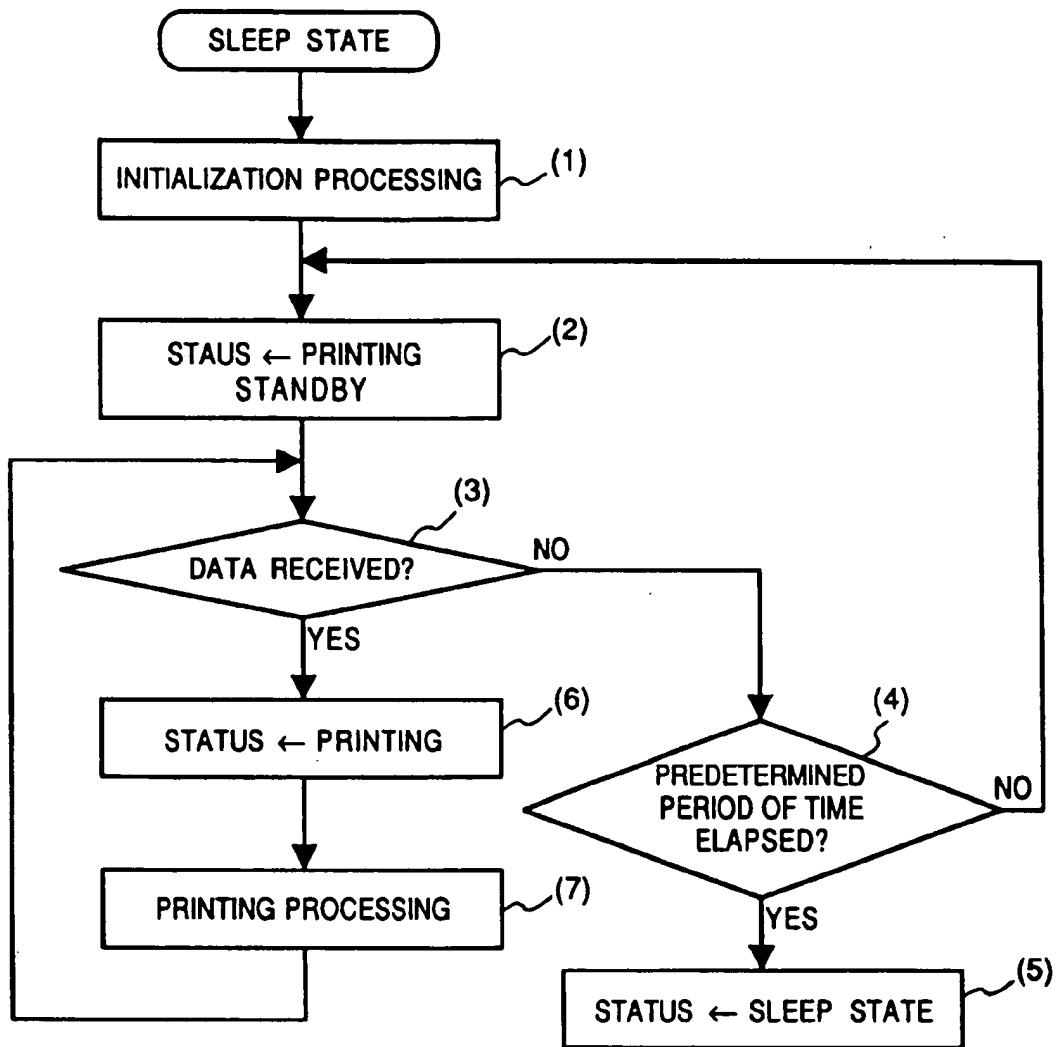 SLEEP STATE
INITIALIZATION PROCESSING
(1)
STAUS ← PRINTING
STANDBY
(2)
DATA RECEIVED?
(3)
NO
YES
STATUS ← PRINTING
(6)
PREDETERMINED
PERIOD OF TIME
ELAPSED?
(4)
NO
PRINTING PROCESSING
(7)
YES
STATUS ← SLEEP STATE
(5)